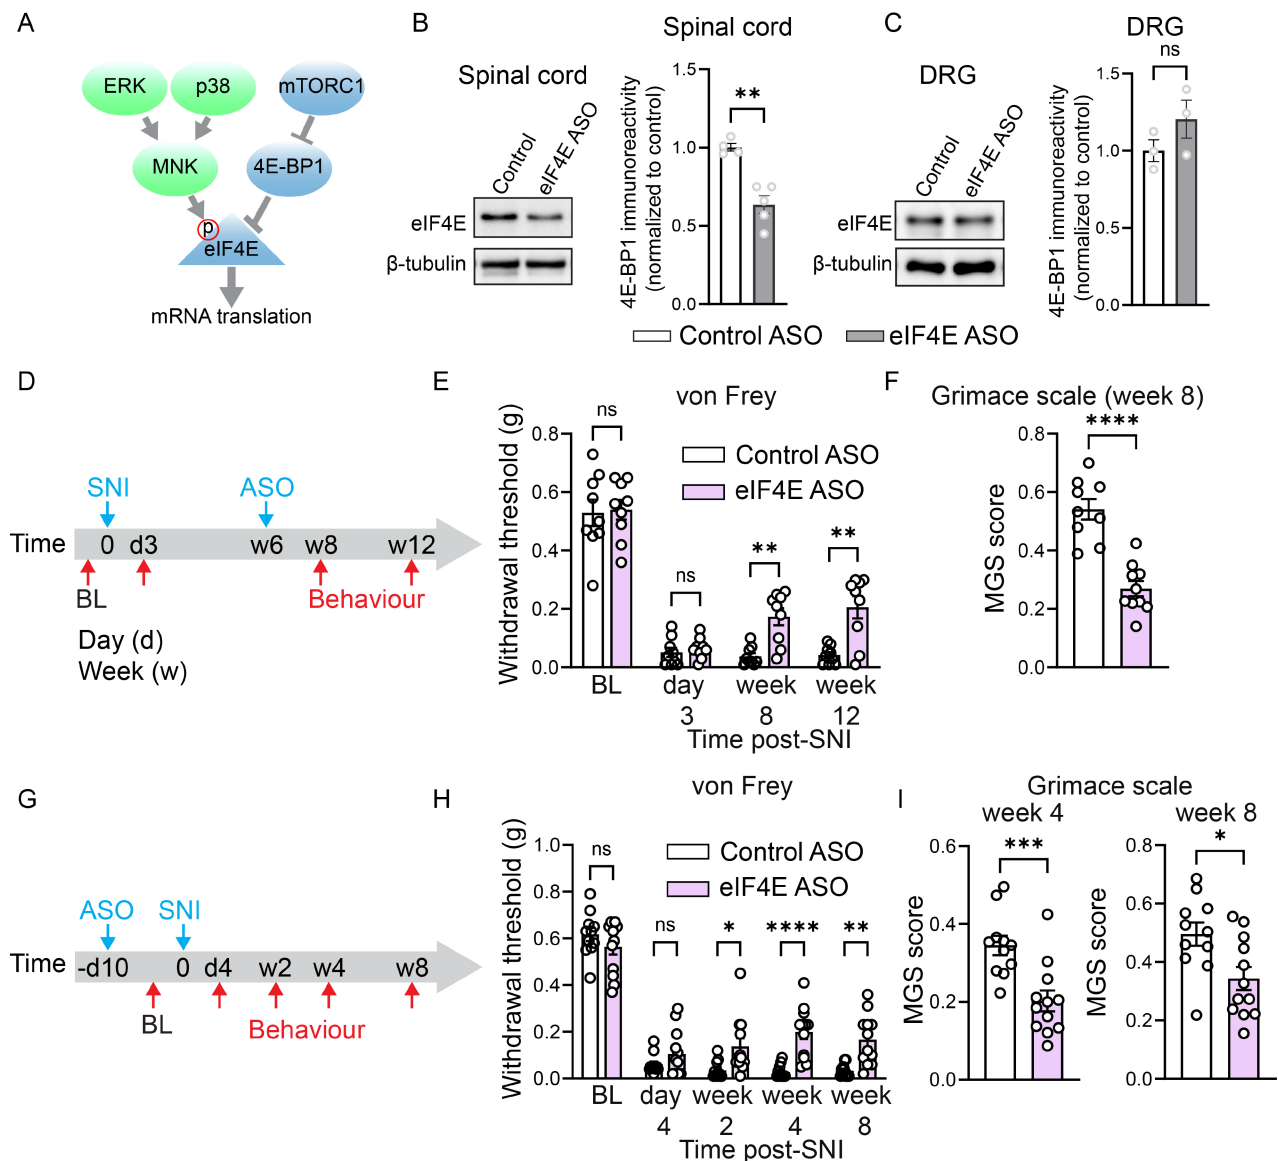 A
ERK
p38
mTORC1
MNK
4E-BP1
p
eIF4E
mRNA translation
B
Spinal cord
Spinal cord
Control
eIF4E ASO
eIF4E
β-tubulin
4E-BP1 immunoreactivity
(normalized to control)
1.5
1.0
0.5
0.0
**
C
DRG
DRG
Control
eIF4E ASO
eIF4E
β-tubulin
4E-BP1 immunoreactivity
(normalized to control)
1.5
1.0
0.5
0.0
ns
Control ASO
eIF4E ASO
D
SNI
ASO
Time
0
d3
w6
w8
w12
BL
Behaviour
Day (d)
Week (w)
E
von Frey
Withdrawal threshold (g)
0.8
0.6
0.4
0.2
0.0
ns
ns
**
**
Control ASO
eIF4E ASO
BL
day
3
week
8
week
12
Time post-SNI
F
Grimace scale (week 8)
MGS score
0.8
0.6
0.4
0.2
0.0
****
G
ASO
SNI
Time
-d10
0
d4
w2
w4
w8
BL
Behaviour
H
von Frey
Withdrawal threshold (g)
1.0
0.8
0.6
0.4
0.2
0.0
ns
ns
*
****
**
Control ASO
eIF4E ASO
BL
day
4
week
2
week
4
week
8
Time post-SNI
I
Grimace scale
week 4
MGS score
0.6
0.4
0.2
0.0
***
week 8
MGS score
0.8
0.6
0.4
0.2
0.0
*